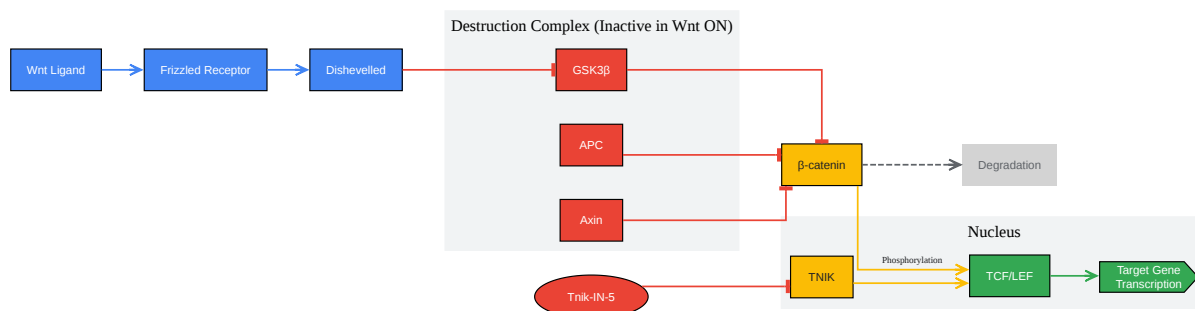 Destruction Complex (Inactive in Wnt ON)
Wnt Ligand
Frizzled Receptor
Dishevelled
GSK3β
APC
β-catenin
Degradation
Axin
Nucleus
Phosphorylation
TNIK
TCF/LEF
Target Gene
Transcription
Tnik-IN-5